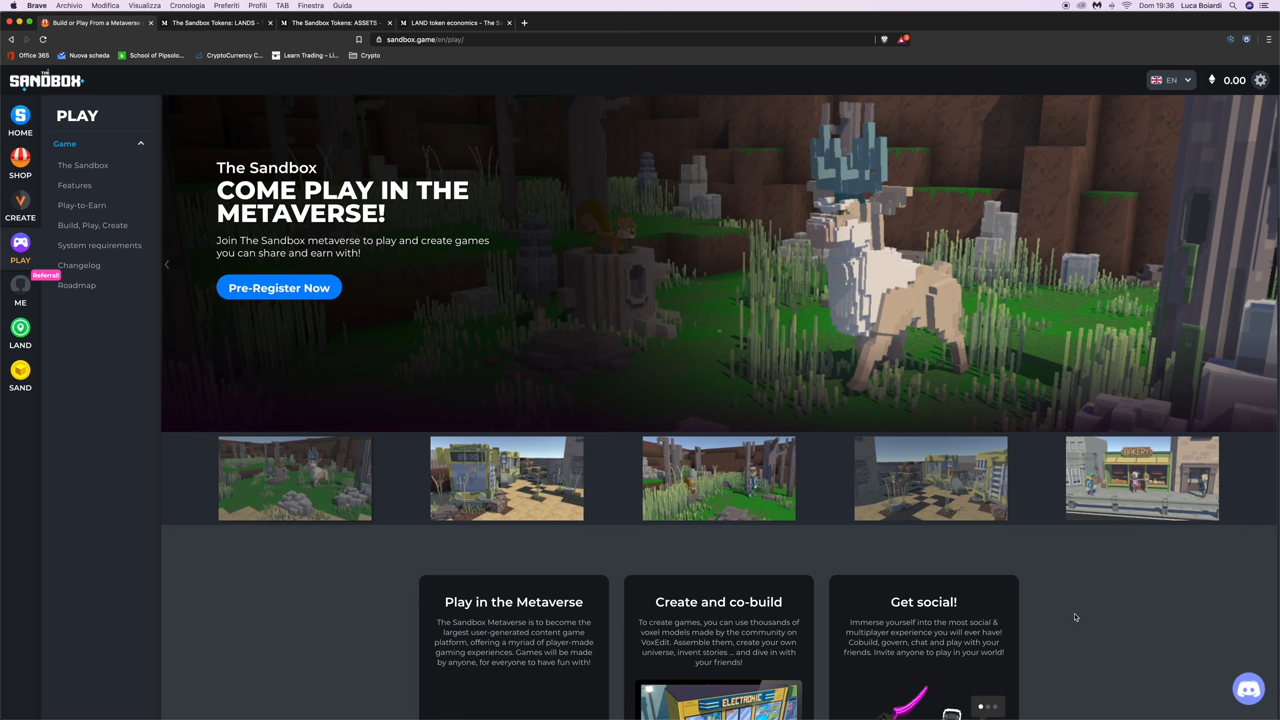 Brave Archivio Modifica Visualizza Cronologia Preferiti Profili TAB Finestra Guida Dom 19:36 Luca Boiardi
Build or Play From a Metaverse
The Sandbox Tokens: LANDS -
The Sandbox Tokens: ASSETS -
LAND token economics - The Sa
sandbox.game/en/play/
Office 365 Nuova scheda School of Pipsolo... CryptoCurrency C... Learn Trading – Li... Crypto
THE
SANDBOX
EN
0.00
HOME
SHOP
CREATE
PLAY
Referral!
ME
LAND
SAND
PLAY
Game
The Sandbox
Features
Play-to-Earn
Build, Play, Create
System requirements
Changelog
Roadmap
The Sandbox
COME PLAY IN THE
METAVERSE!
Join The Sandbox metaverse to play and create games
you can share and earn with!
Pre-Register Now
BAKERY
Play in the Metaverse
The Sandbox Metaverse is to become the
largest user-generated content game
platform, offering a myriad of player-made
gaming experiences. Games will be made
by anyone, for everyone to have fun with!
Create and co-build
To create games, you can use thousands of
voxel models made by the community on
VoxEdit. Assemble them, create your own
universe, invent stories ... and dive in with
your friends!
ELECTRONIC
Get social!
Immerse yourself into the most social &
multiplayer experience you will ever have!
Cobuild, govern, chat and play with your
friends. Invite anyone to play in your world!